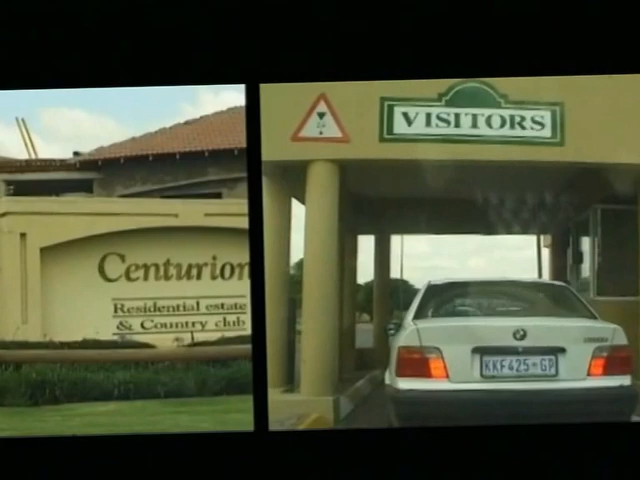 Centurion
Residential estate
& Country club
VISITORS
KKF425 GP